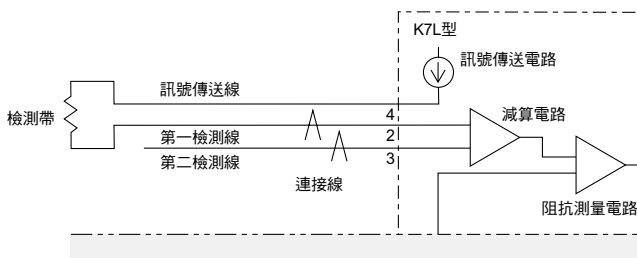 K7L型
訊號傳送電路
訊號傳送線
檢測帶
4
減算電路
第一檢測線
2
第二檢測線
3
連接線
阻抗測量電路